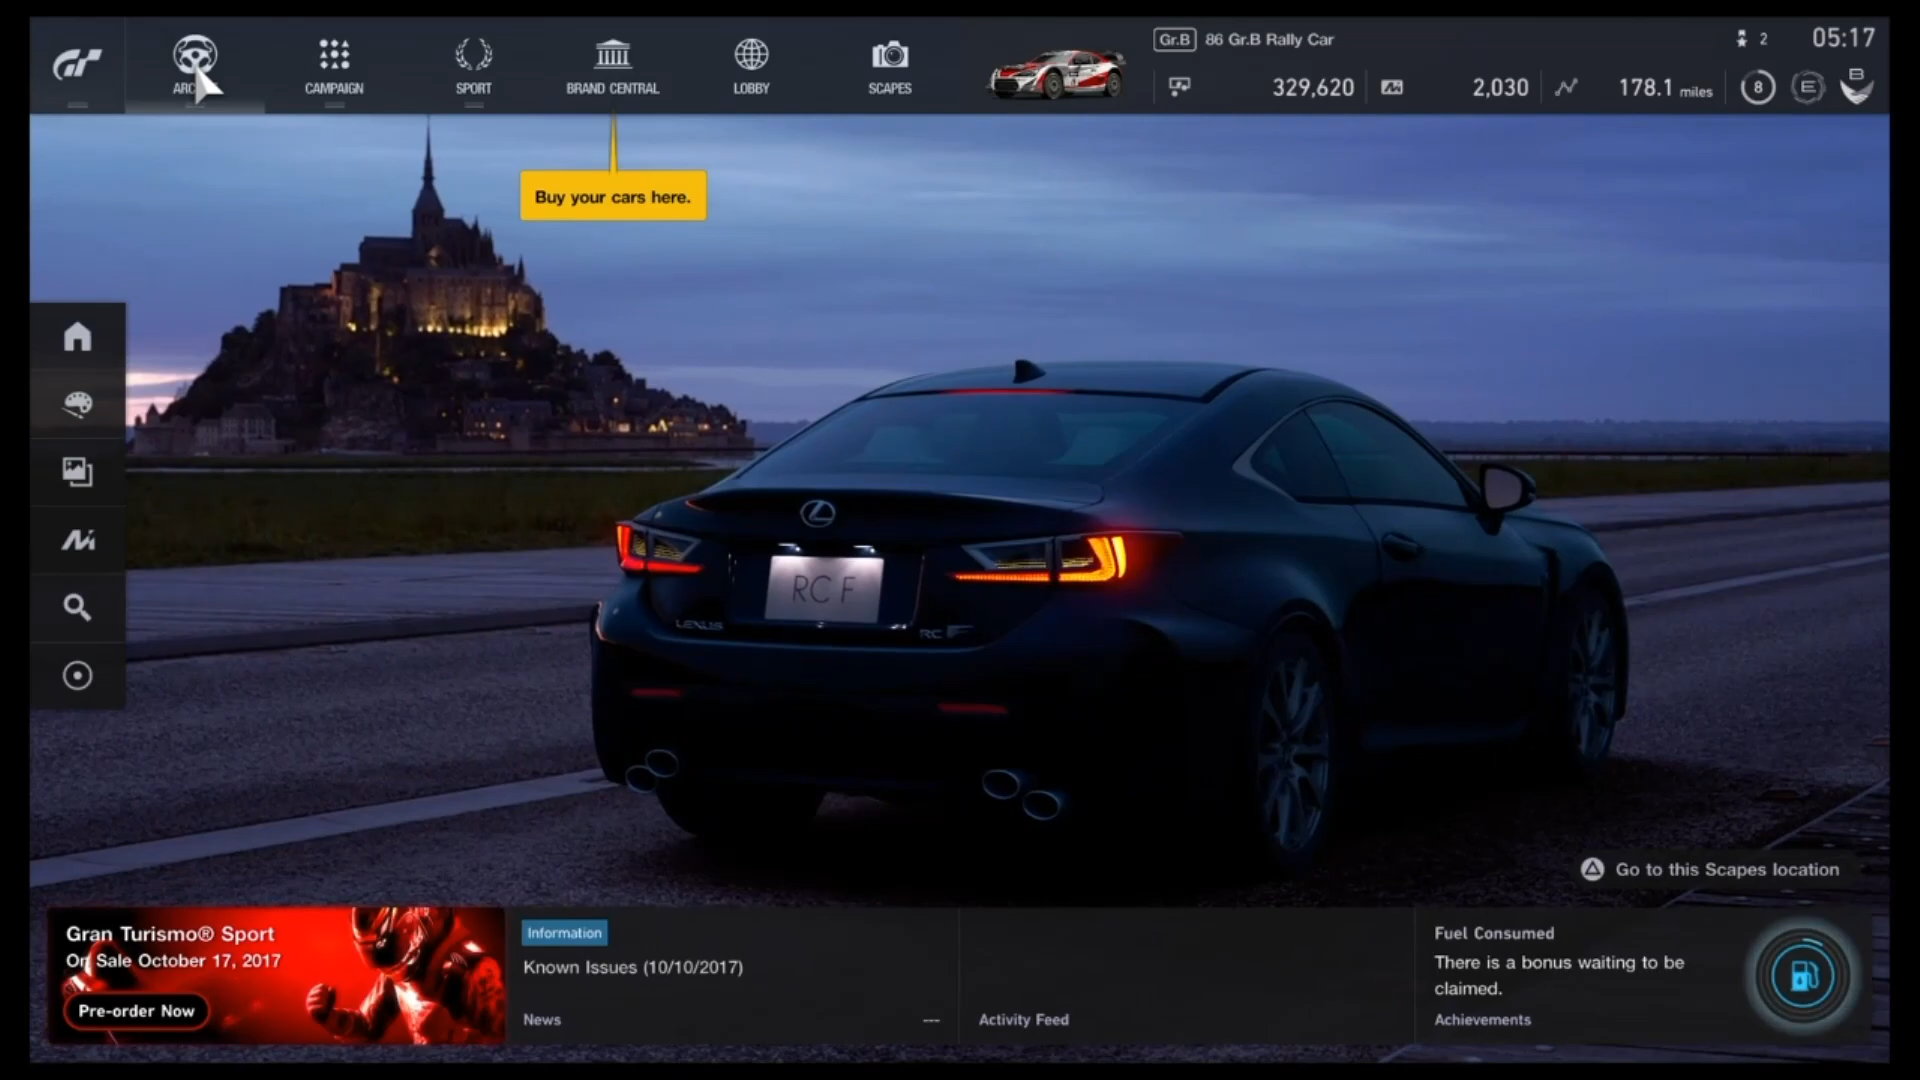 Gr.B 86 Gr.B Rally Car
2
05:17
ARC
CAMPAIGN
SPORT
BRAND CENTRAL
LOBBY
SCAPES
329,620
2,030
178.1 miles
8
E
B
Buy your cars here.
RC F
LEXUS
RC F
Go to this Scapes location
Gran Turismo® Sport
On Sale October 17, 2017
Pre-order Now
Information
Known Issues (10/10/2017)
News
---
Activity Feed
Fuel Consumed
There is a bonus waiting to be
claimed.
Achievements